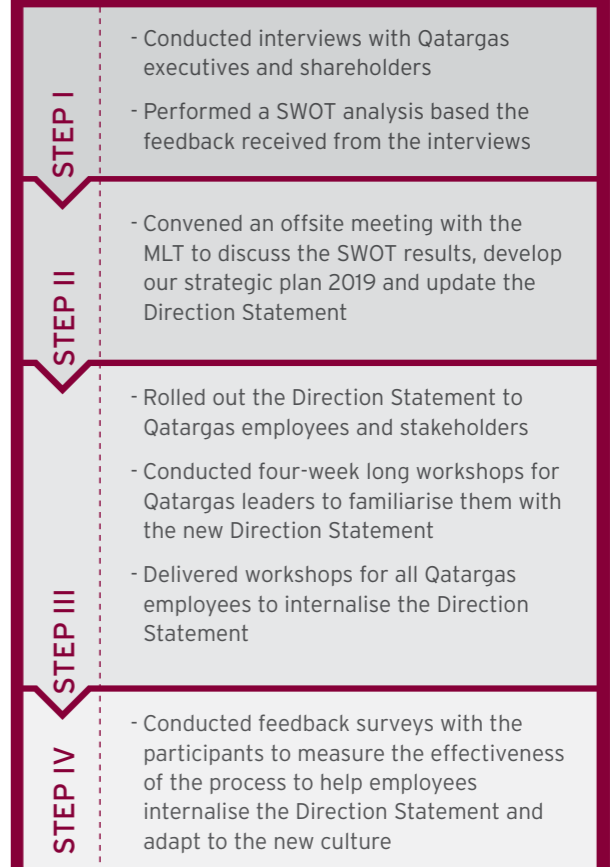 STEP I
- Conducted interviews with Qatargas
executives and shareholders
- Performed a SWOT analysis based the
feedback received from the interviews
STEP II
- Convened an offsite meeting with the
MLT to discuss the SWOT results, develop
our strategic plan 2019 and update the
Direction Statement
STEP III
- Rolled out the Direction Statement to
Qatargas employees and stakeholders
- Conducted four-week long workshops for
Qatargas leaders to familiarise them with
the new Direction Statement
- Delivered workshops for all Qatargas
employees to internalise the Direction
Statement
STEP IV
- Conducted feedback surveys with the
participants to measure the effectiveness
of the process to help employees
internalise the Direction Statement and
adapt to the new culture